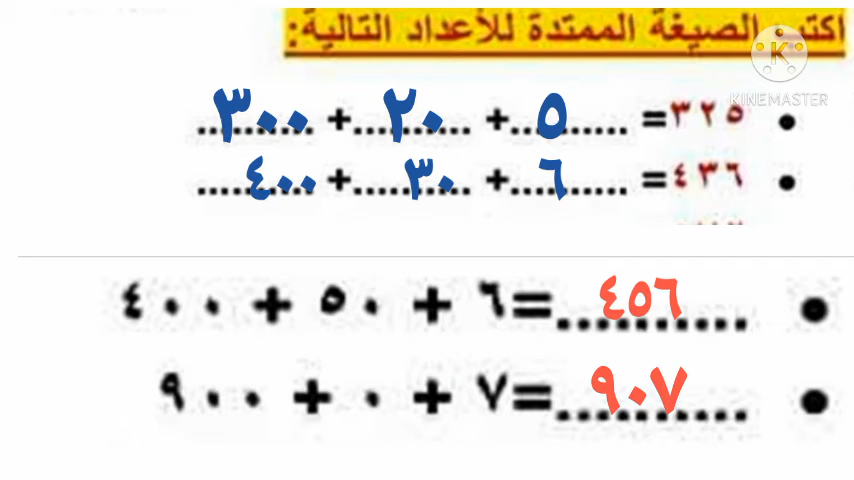 اكتب الصيغة الممتدة للأعداد التالية:
KINEMASTER
٣٢٥ = ٥ + ٢٠ + ٣٠٠
٤٣٦ = ٦ + ٣٠ + ٤٠٠
٤٥٦ = ٦ + ٥٠ + ٤٠٠
٩٠٧ = ٧ + ٠ + ٩٠٠